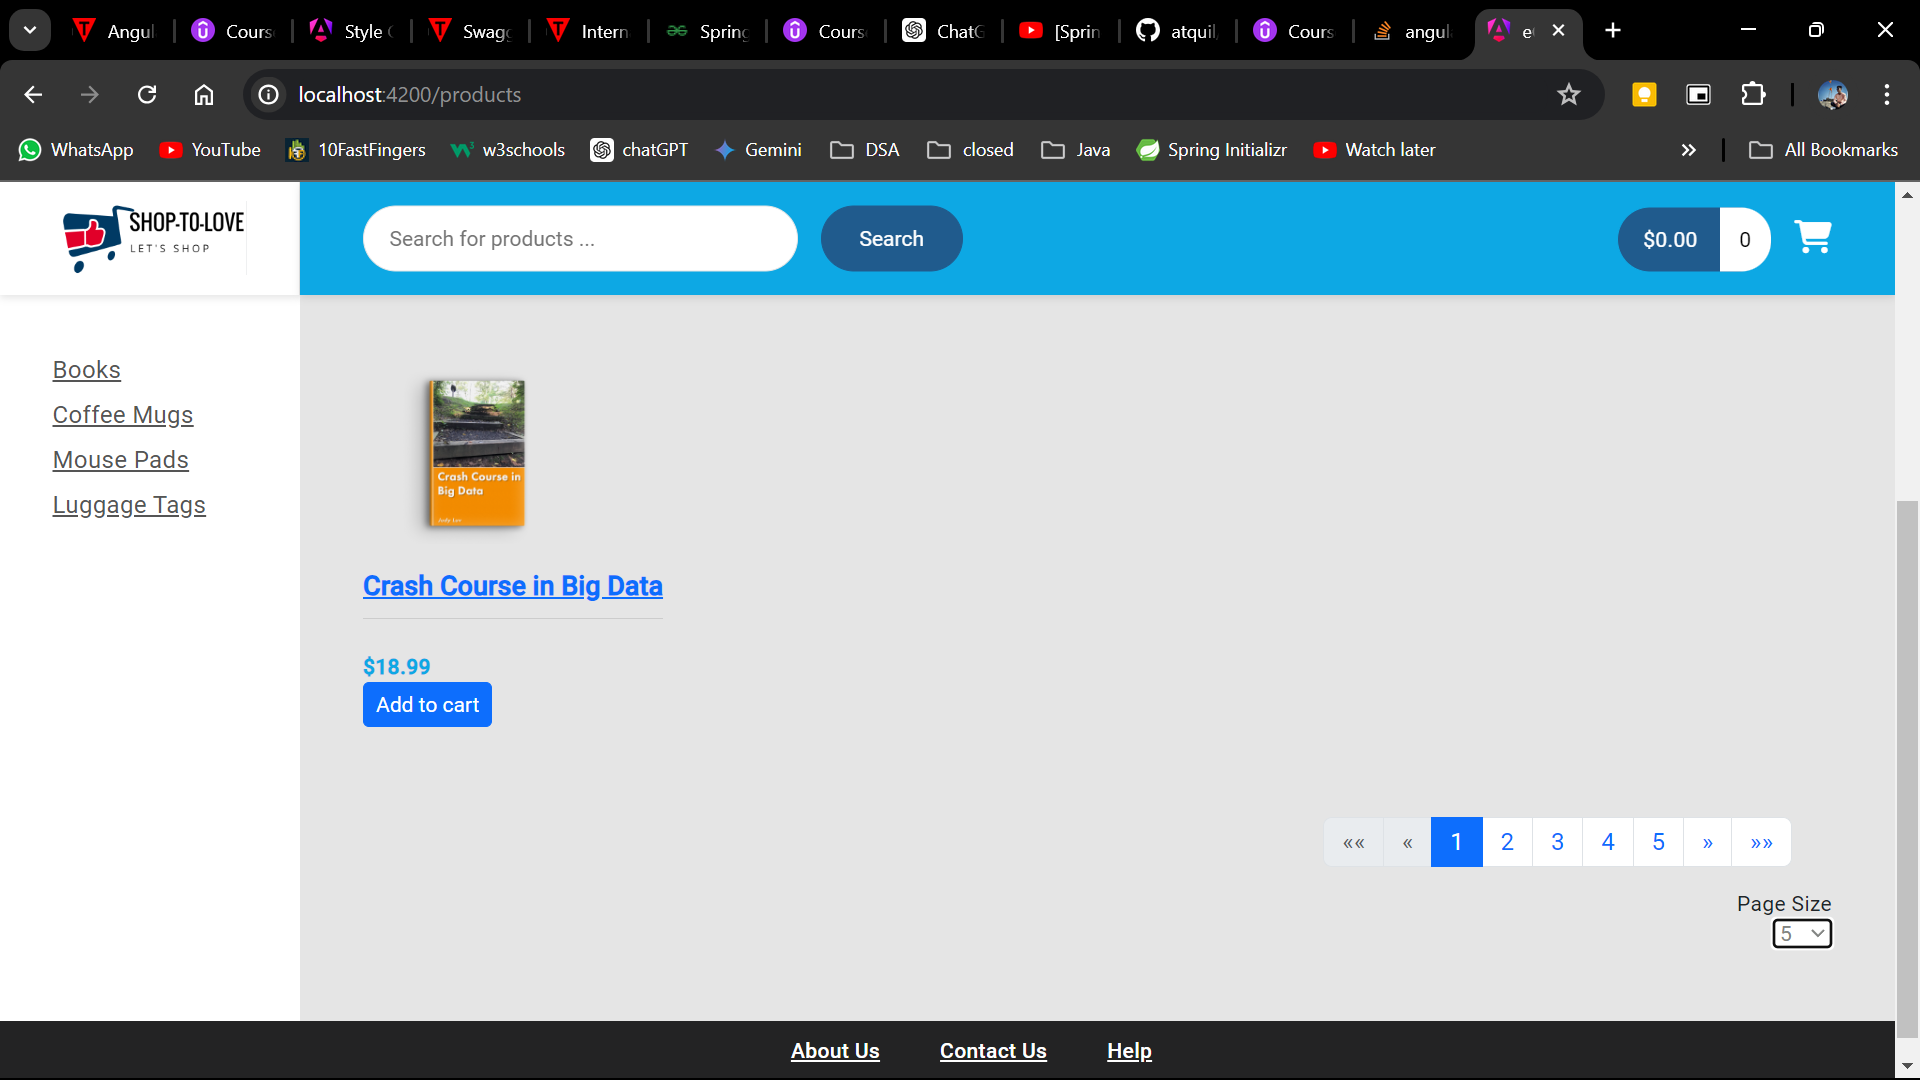 Angul
Cours
Style
Swagg
Intern
Spring
Cours
ChatG
[Sprin
atquil
Cours
angul
e
localhost:4200/products
WhatsApp YouTube 10FastFingers w3schools chatGPT Gemini DSA closed Java Spring Initializr Watch later » All Bookmarks
SHOP-TO-LOVE
LET'S SHOP
Search for products ...
Search
$0.00 0
Books
Coffee Mugs
Mouse Pads
Luggage Tags
Crash Course in
Big Data
Crash Course in Big Data
$18.99
Add to cart
«« « 1 2 3 4 5 » »»
Page Size
5
About Us Contact Us Help